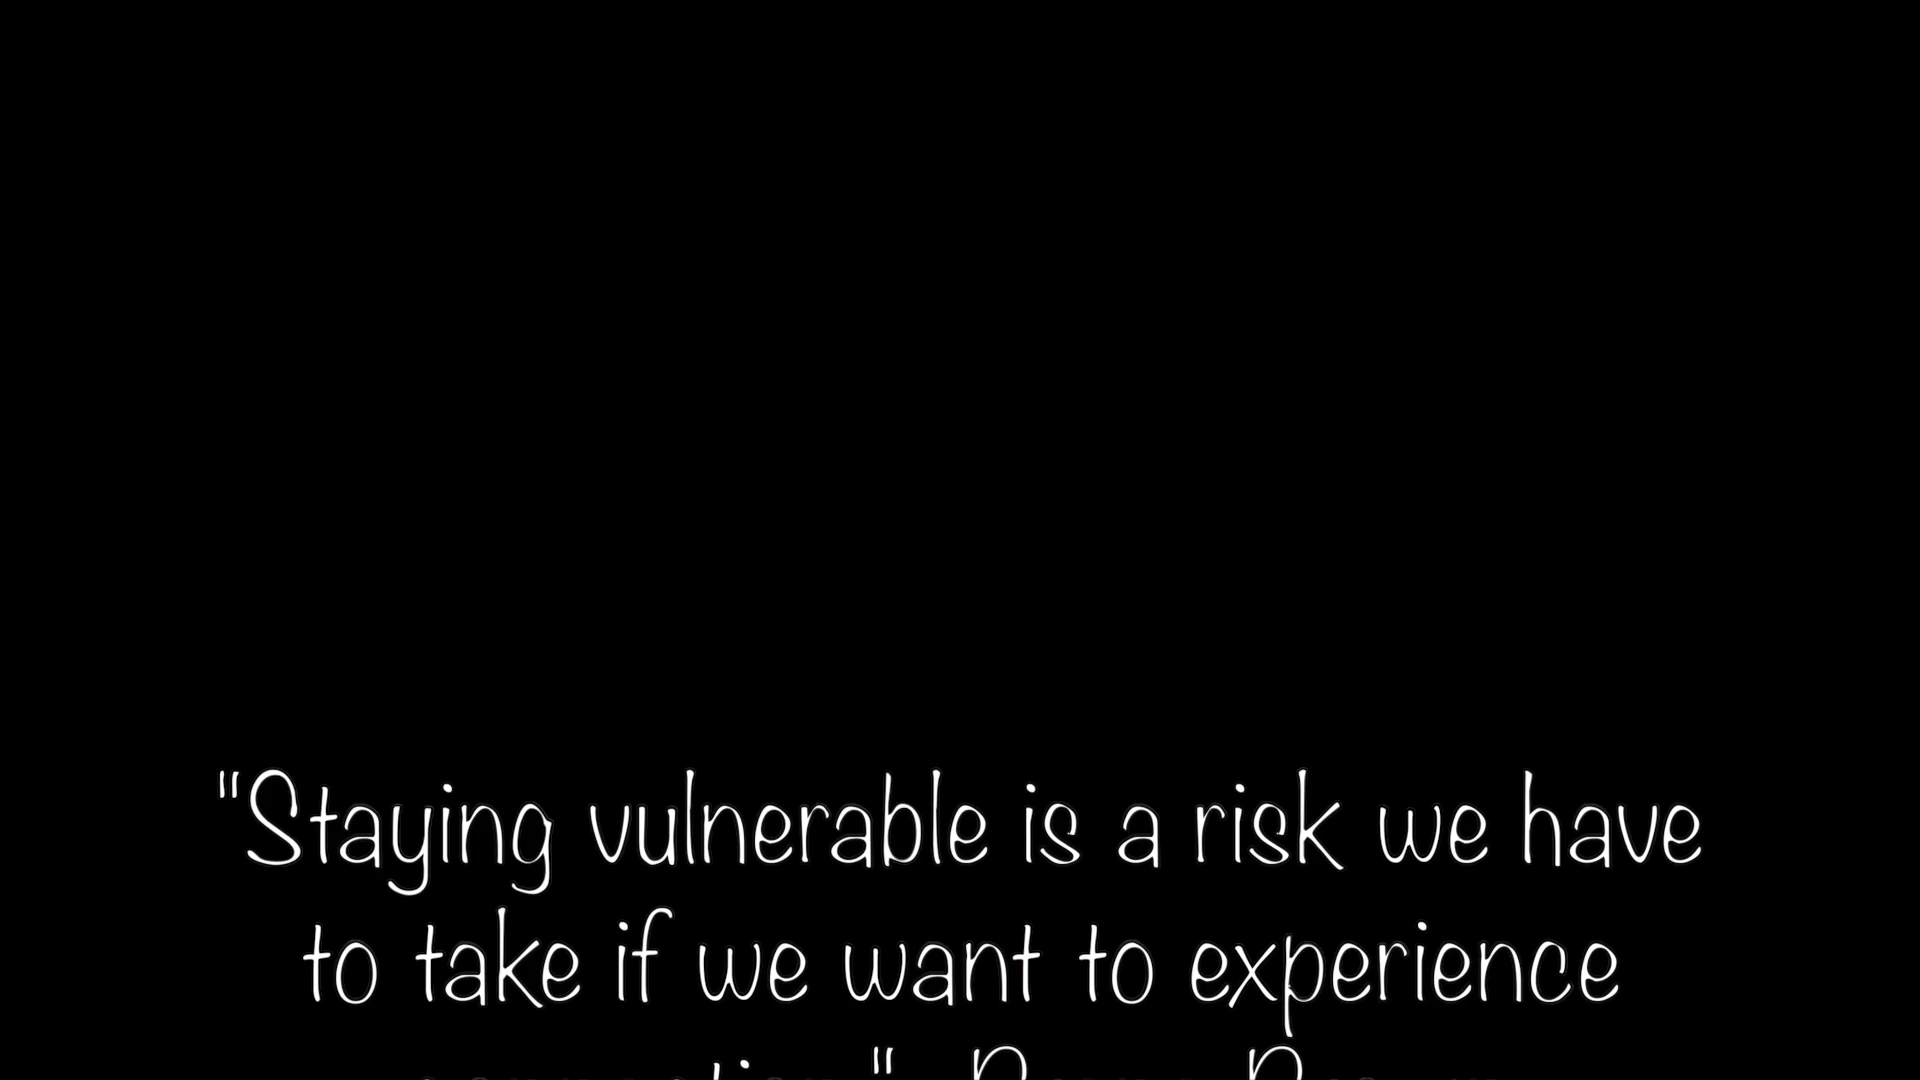 "Staying vulnerable is a risk we have
to take if we want to experience